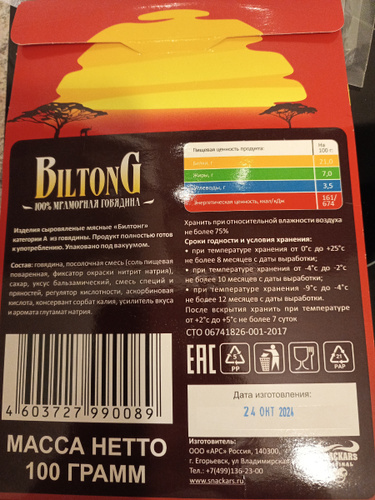 BILTONG
100% МРАМОРНАЯ ГОВЯДИНА
Изделия сыровяленые мясные «Билтонг»
категории А из говядины. Продукт полностью готов
к употреблению. Упаковано под вакуумом.
Состав: говядина, посолочная смесь (соль пищевая
поваренная, фиксатор окраски нитрит натрия),
сахар, уксус бальзамический, смесь специй и
пряностей, регулятор кислотности, аскорбиновая
кислота, консервант сорбат калия, усилитель вкуса
и аромата глутамат натрия.
4603727990089
МАССА НЕТТО
100 ГРАММ
Пищевая ценность продукта:
На 100 г.
Белки, г 21,0
Жиры, г 7,0
Углеводы, г 3,5
Энергетическая ценность, ккал/кДж 161/674
Хранить при относительной влажности воздуха
не более 75%
Сроки годности и условия хранения:
• при температуре хранения от 0°с до +25°с
не более 8 месяцев с даты выработки;
• при температуре хранения от -4°с до -2°с
не более 10 месяцев с даты выработки;
• при температуре хранения -9°с до -4°с
не более 12 месяцев с даты выработки.
После вскрытия хранить при температуре
от +2°с до +5°с не более 7 суток
СТО 06741826-001-2017
EAC
5
PP
21
PAP
Дата изготовления:
24 ОКТ 2024
Изготовитель:
ООО «АРС» Россия, 140300,
г. Егорьевск, ул Владимирская
Тел.: +7(499)136-23-00
www.snackars.ru
SNACKARS